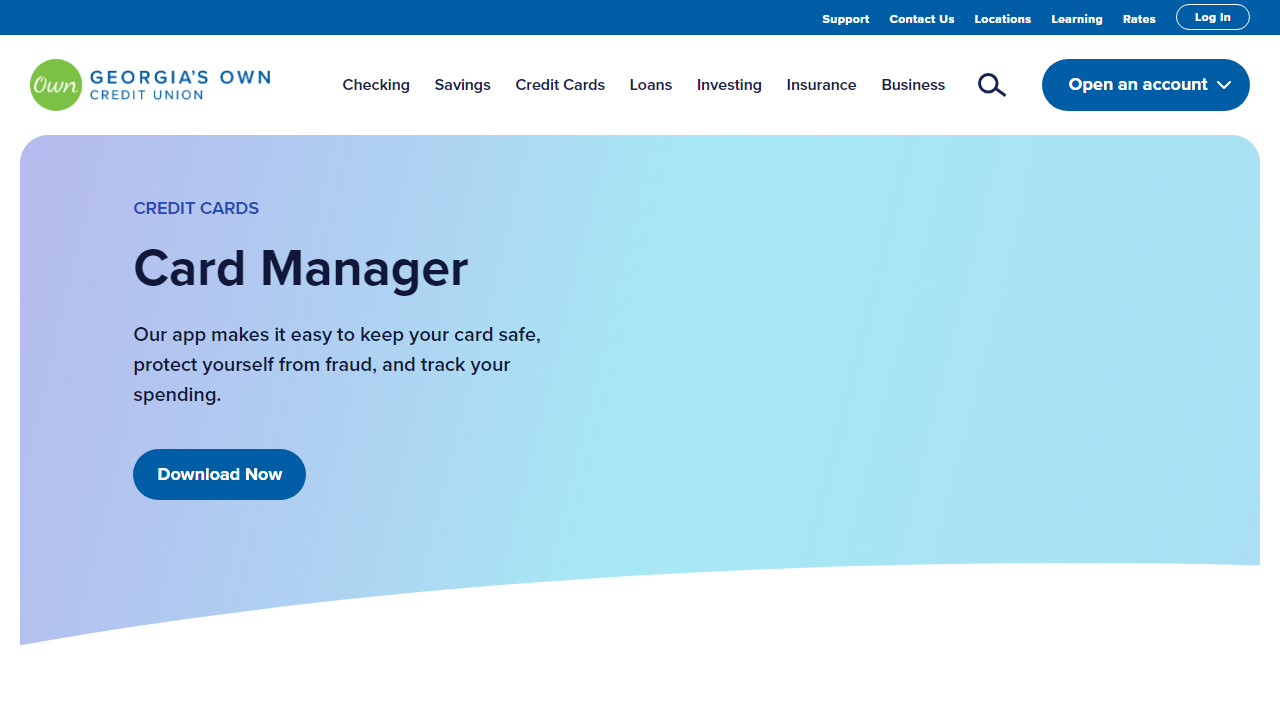 Support Contact Us Locations Learning Rates Log In
Own GEORGIA'S OWN
CREDIT UNION
Checking Savings Credit Cards Loans Investing Insurance Business Open an account
CREDIT CARDS
Card Manager
Our app makes it easy to keep your card safe,
protect yourself from fraud, and track your
spending.
Download Now